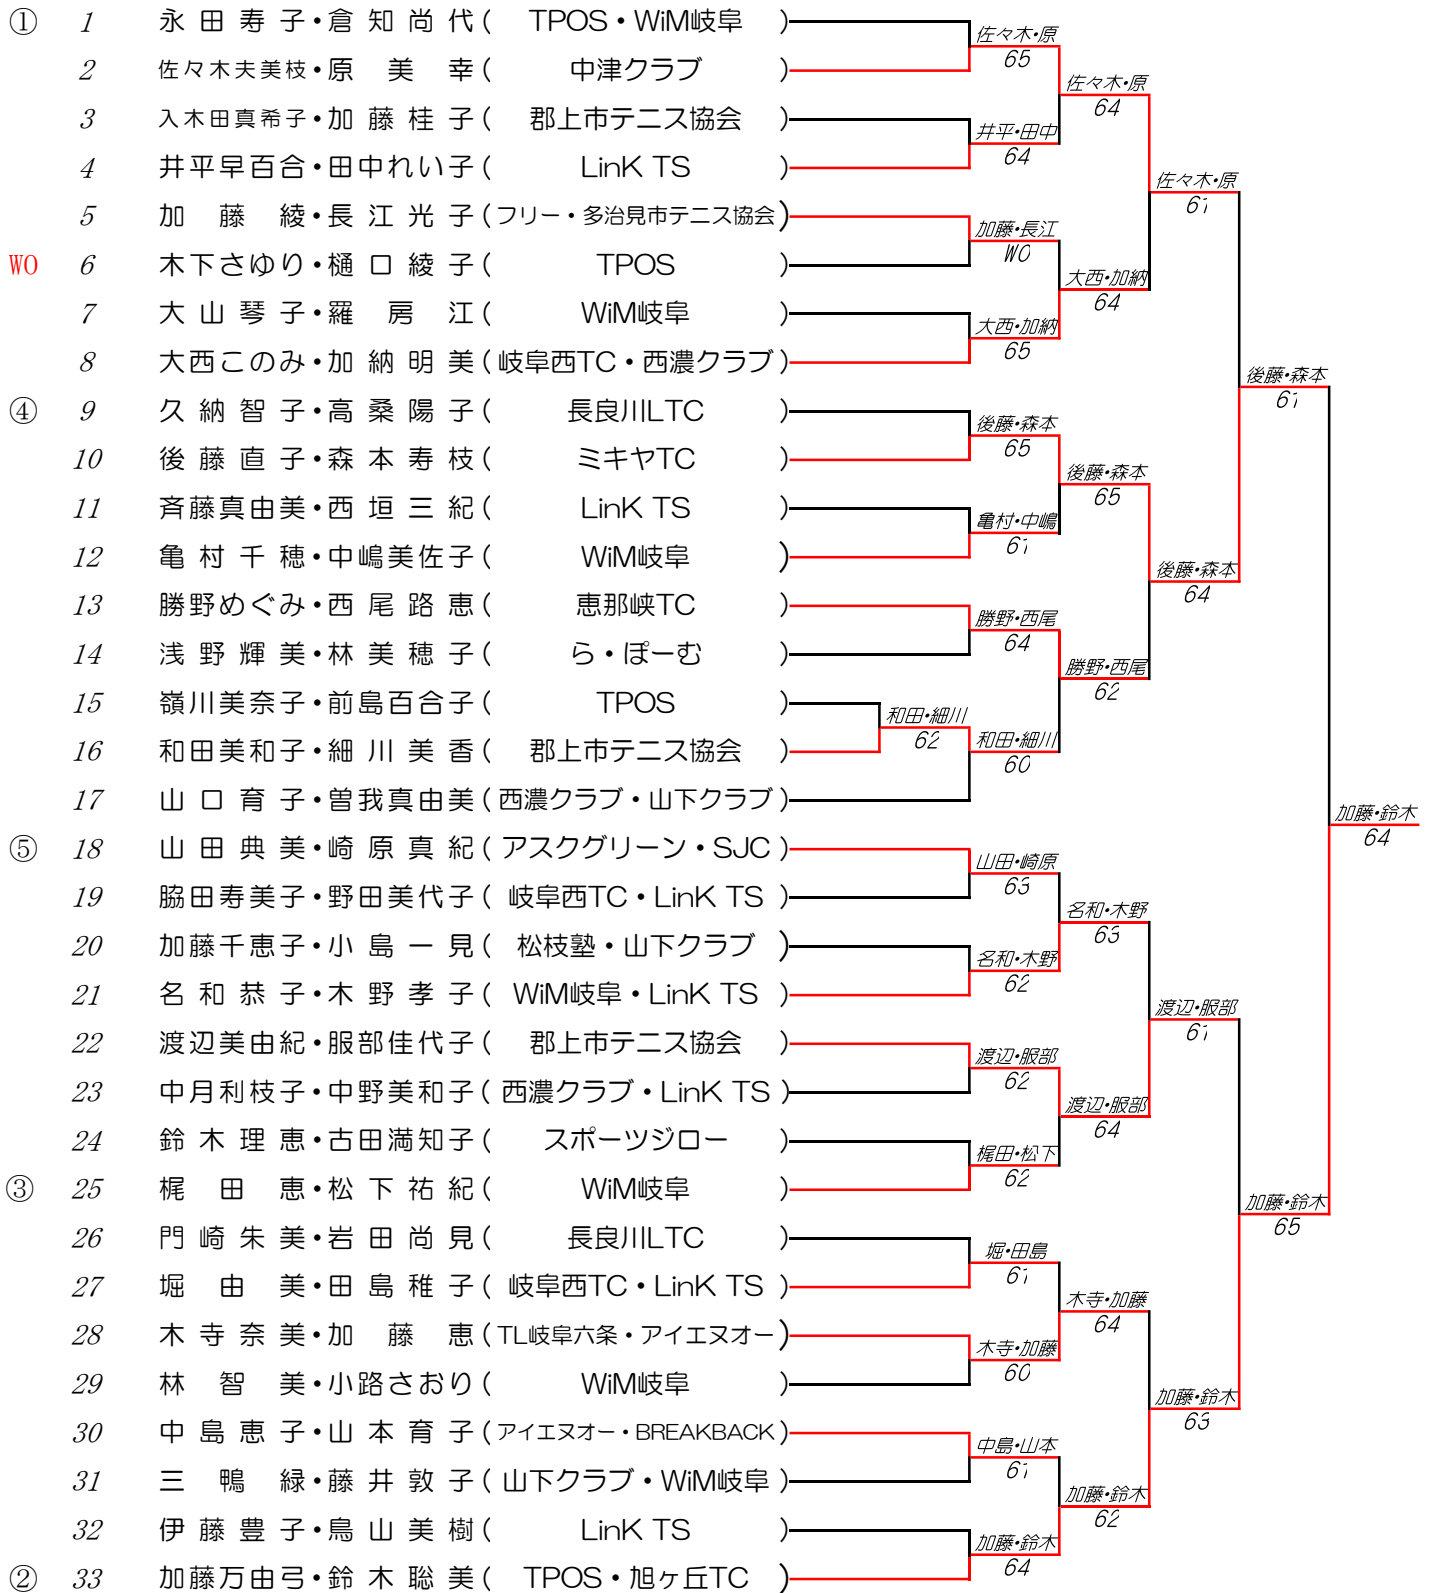 ① 1 永田寿子・倉知尚代( TPOS・WiM岐阜 )
佐々木・原
65
2 佐々木夫美枝・原美幸( 中津クラブ )
佐々木・原
64
3 入木田真希子・加藤桂子( 郡上市テニス協会 )
井平・田中
64
4 井平早百合・田中れい子( LinK TS )
佐々木・原
61
5 加藤綾・長江光子(フリー・多治見市テニス協会)
加藤・長江
WO
WO 6 木下さゆり・樋口綾子( TPOS )
大西・加納
64
7 大山琴子・羅房江( WiM岐阜 )
大西・加納
65
8 大西このみ・加納明美(岐阜西TC・西濃クラブ)
後藤・森本
61
④ 9 久納智子・高桑陽子( 長良川LTC )
後藤・森本
65
10 後藤直子・森本寿枝( ミキヤTC )
後藤・森本
65
11 斉藤真由美・西垣三紀( LinK TS )
亀村・中嶋
61
12 亀村千穂・中嶋美佐子( WiM岐阜 )
後藤・森本
64
13 勝野めぐみ・西尾路恵( 恵那峡TC )
勝野・西尾
64
14 浅野輝美・林美穂子( ら・ぽーむ )
勝野・西尾
62
15 嶺川美奈子・前島百合子( TPOS )
和田・細川
62
16 和田美和子・細川美香( 郡上市テニス協会 )
和田・細川
60
17 山口育子・曽我真由美(西濃クラブ・山下クラブ)
加藤・鈴木
64
⑤ 18 山田典美・崎原真紀(アスクグリーン・SJC)
山田・崎原
63
19 脇田寿美子・野田美代子( 岐阜西TC・LinK TS )
名和・木野
63
20 加藤千恵子・小島一見( 松枝塾・山下クラブ )
名和・木野
62
21 名和恭子・木野孝子( WiM岐阜・LinK TS )
渡辺・服部
61
22 渡辺美由紀・服部佳代子( 郡上市テニス協会 )
渡辺・服部
62
23 中月利枝子・中野美和子( 西濃クラブ・LinK TS )
渡辺・服部
64
24 鈴木理恵・古田満知子( スポーツジロー )
梶田・松下
62
③ 25 梶田恵・松下祐紀( WiM岐阜 )
加藤・鈴木
65
26 門崎朱美・岩田尚見( 長良川LTC )
堀・田島
61
27 堀由美・田島稚子( 岐阜西TC・LinK TS )
木寺・加藤
64
28 木寺奈美・加藤恵(TL岐阜六条・アイエヌオー)
木寺・加藤
60
29 林智美・小路さおり( WiM岐阜 )
加藤・鈴木
63
30 中島恵子・山本育子(アイエヌオー・BREAKBACK)
中島・山本
61
31 三鴨緑・藤井敦子( 山下クラブ・WiM岐阜 )
加藤・鈴木
62
32 伊藤豊子・鳥山美樹( LinK TS )
加藤・鈴木
64
② 33 加藤万由弓・鈴木聡美( TPOS・旭ヶ丘TC )